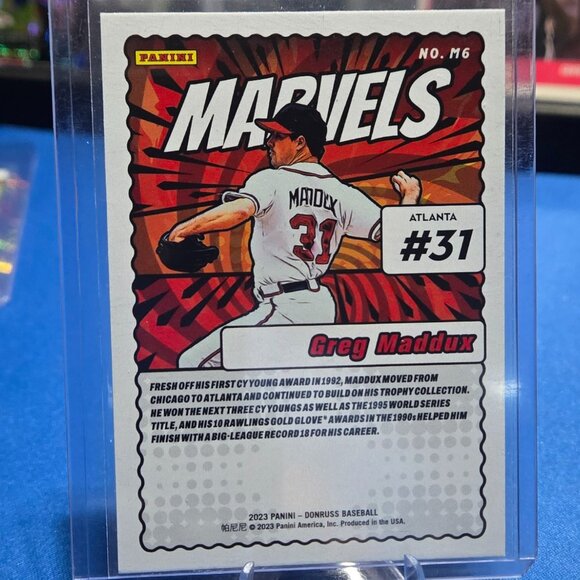 PANINI
NO. M6
MARVELS
MADDUX
31
ATLANTA
#31
Greg Maddux
FRESH OFF HIS FIRST CY YOUNG AWARD IN 1992, MADDUX MOVED FROM
CHICAGO TO ATLANTA AND CONTINUED TO BUILD ON HIS TROPHY COLLECTION.
HE WON THE NEXT THREE CY YOUNGS AS WELL AS THE 1995 WORLD SERIES
TITLE, AND HIS 10 RAWLINGS GOLD GLOVE® AWARDS IN THE 1990s HELPED HIM
FINISH WITH A BIG-LEAGUE RECORD 18 FOR HIS CAREER.
2023 PANINI – DONRUSS BASEBALL
帕尼尼 © 2023 Panini America, Inc. Produced in the USA.